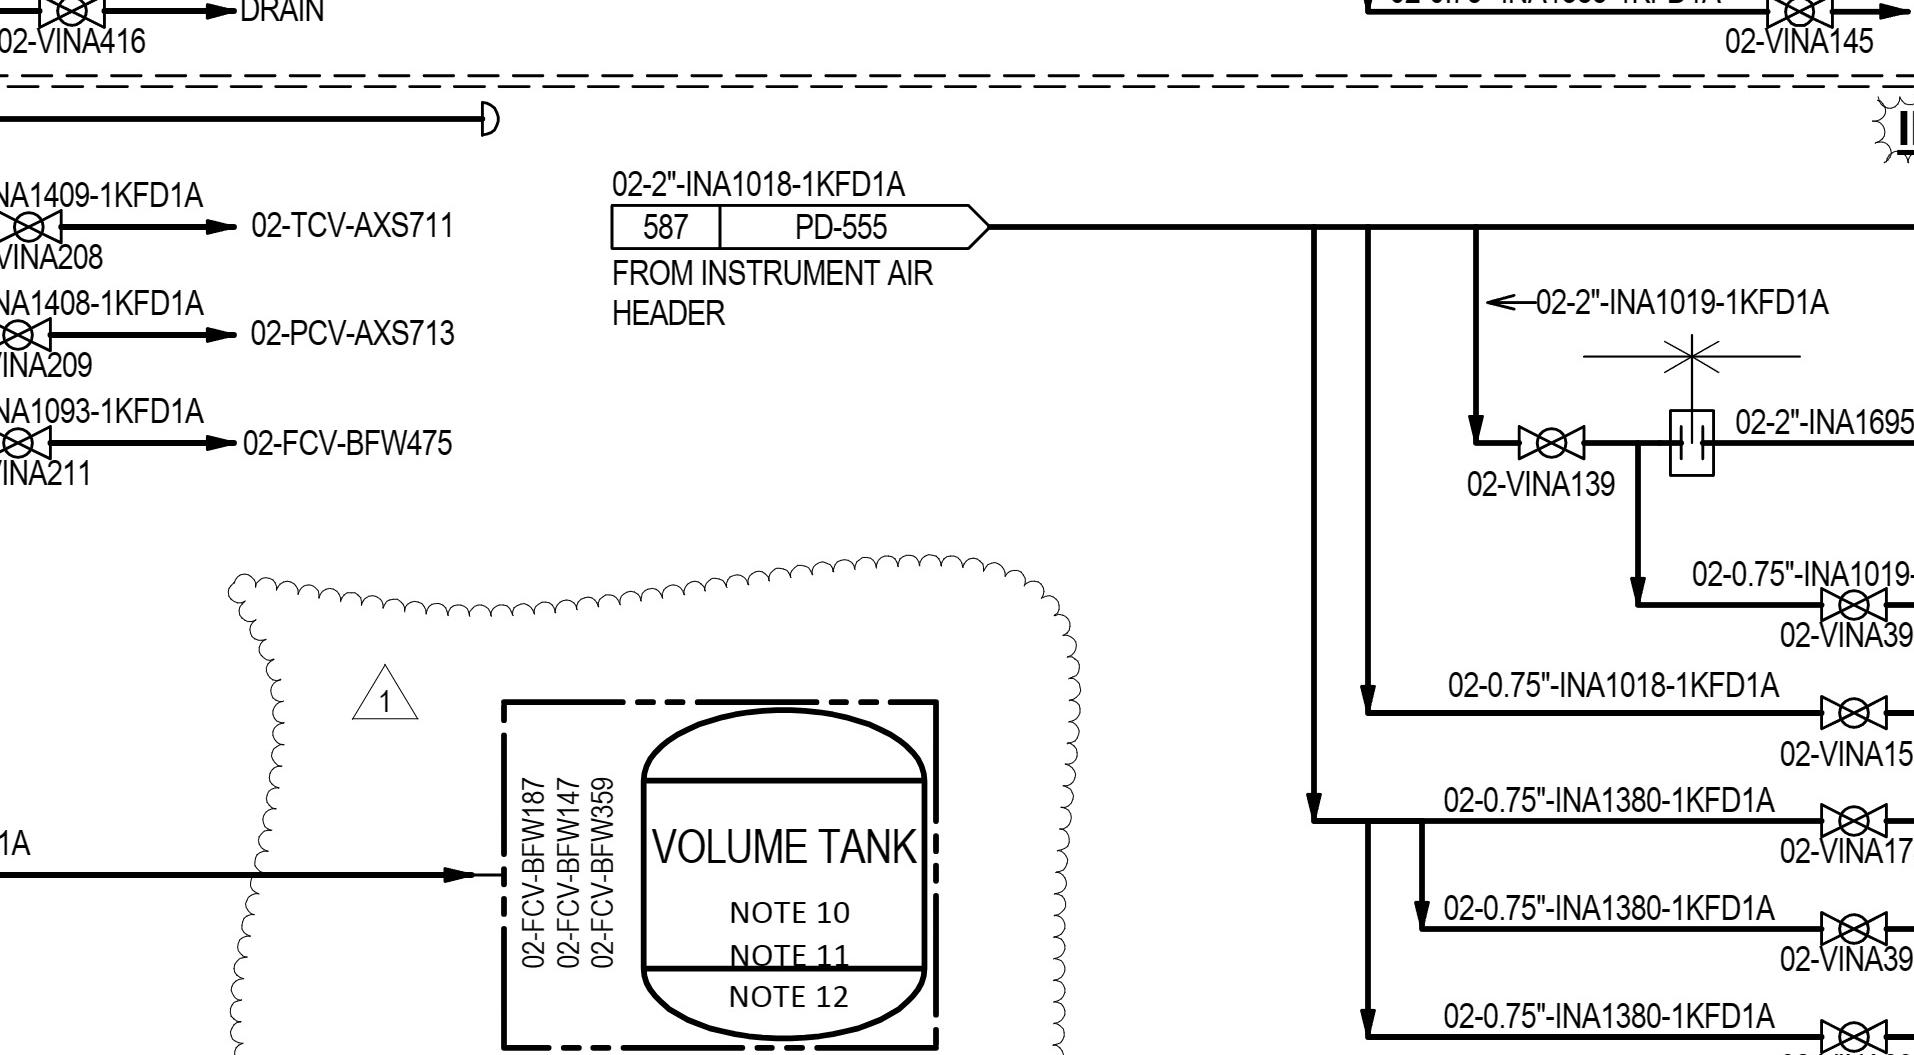 DRAIN
02-VINA416
02-VINA145
NA1409-1KFD1A
02-TCV-AXS711
VINA208
NA1408-1KFD1A
02-PCV-AXS713
INA209
NA1093-1KFD1A
02-FCV-BFW475
INA211
02-2"-INA1018-1KFD1A
587 PD-555
FROM INSTRUMENT AIR
HEADER
02-2"-INA1019-1KFD1A
02-2"-INA1695
02-VINA139
02-0.75"-INA1019-
02-VINA39
02-0.75"-INA1018-1KFD1A
02-VINA15
02-0.75"-INA1380-1KFD1A
02-VINA17
02-0.75"-INA1380-1KFD1A
02-VINA39
02-0.75"-INA1380-1KFD1A
1
1A
02-FCV-BFW187
02-FCV-BFW147
02-FCV-BFW359
VOLUME TANK
NOTE 10
NOTE 11
NOTE 12